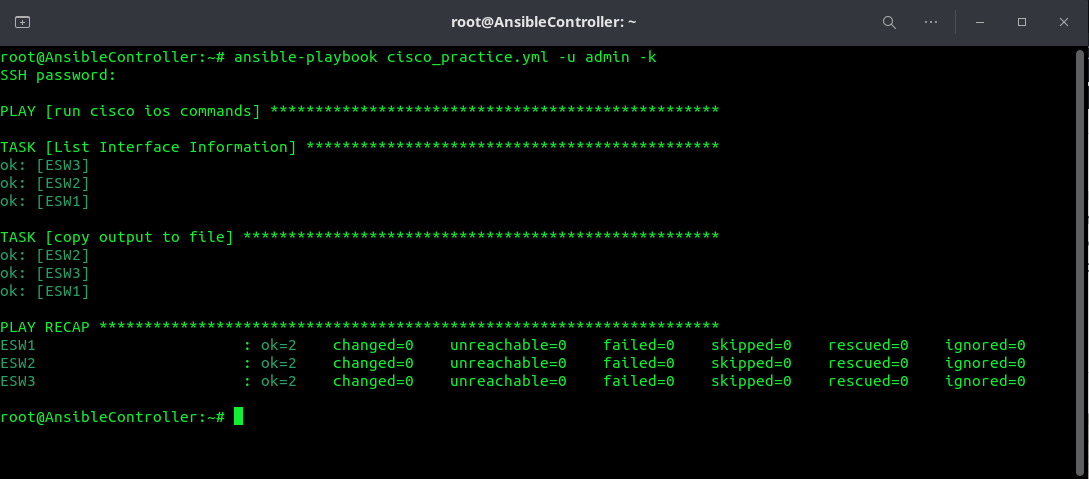 root@AnsibleController: ~
root@AnsibleController:~# ansible-playbook cisco_practice.yml -u admin -k
SSH password:
PLAY [run cisco ios commands] **************************************************
TASK [List Interface Information] **********************************************
ok: [ESW3]
ok: [ESW2]
ok: [ESW1]
TASK [copy output to file] *****************************************************
ok: [ESW2]
ok: [ESW3]
ok: [ESW1]
PLAY RECAP *********************************************************************
ESW1                       : ok=2    changed=0    unreachable=0    failed=0    skipped=0    rescued=0    ignored=0
ESW2                       : ok=2    changed=0    unreachable=0    failed=0    skipped=0    rescued=0    ignored=0
ESW3                       : ok=2    changed=0    unreachable=0    failed=0    skipped=0    rescued=0    ignored=0
root@AnsibleController:~#